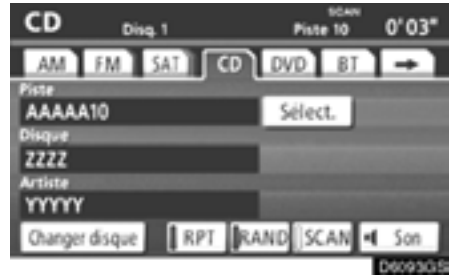 SCAN
CD Disq. 1 Piste 10 0'03"
AM FM SAT CD DVD BT
Piste
AAAAA10 Sélect.
Disque
ZZZZ
Artiste
YYYYY
Changer disque RPT RAND SCAN Son
D6093GS